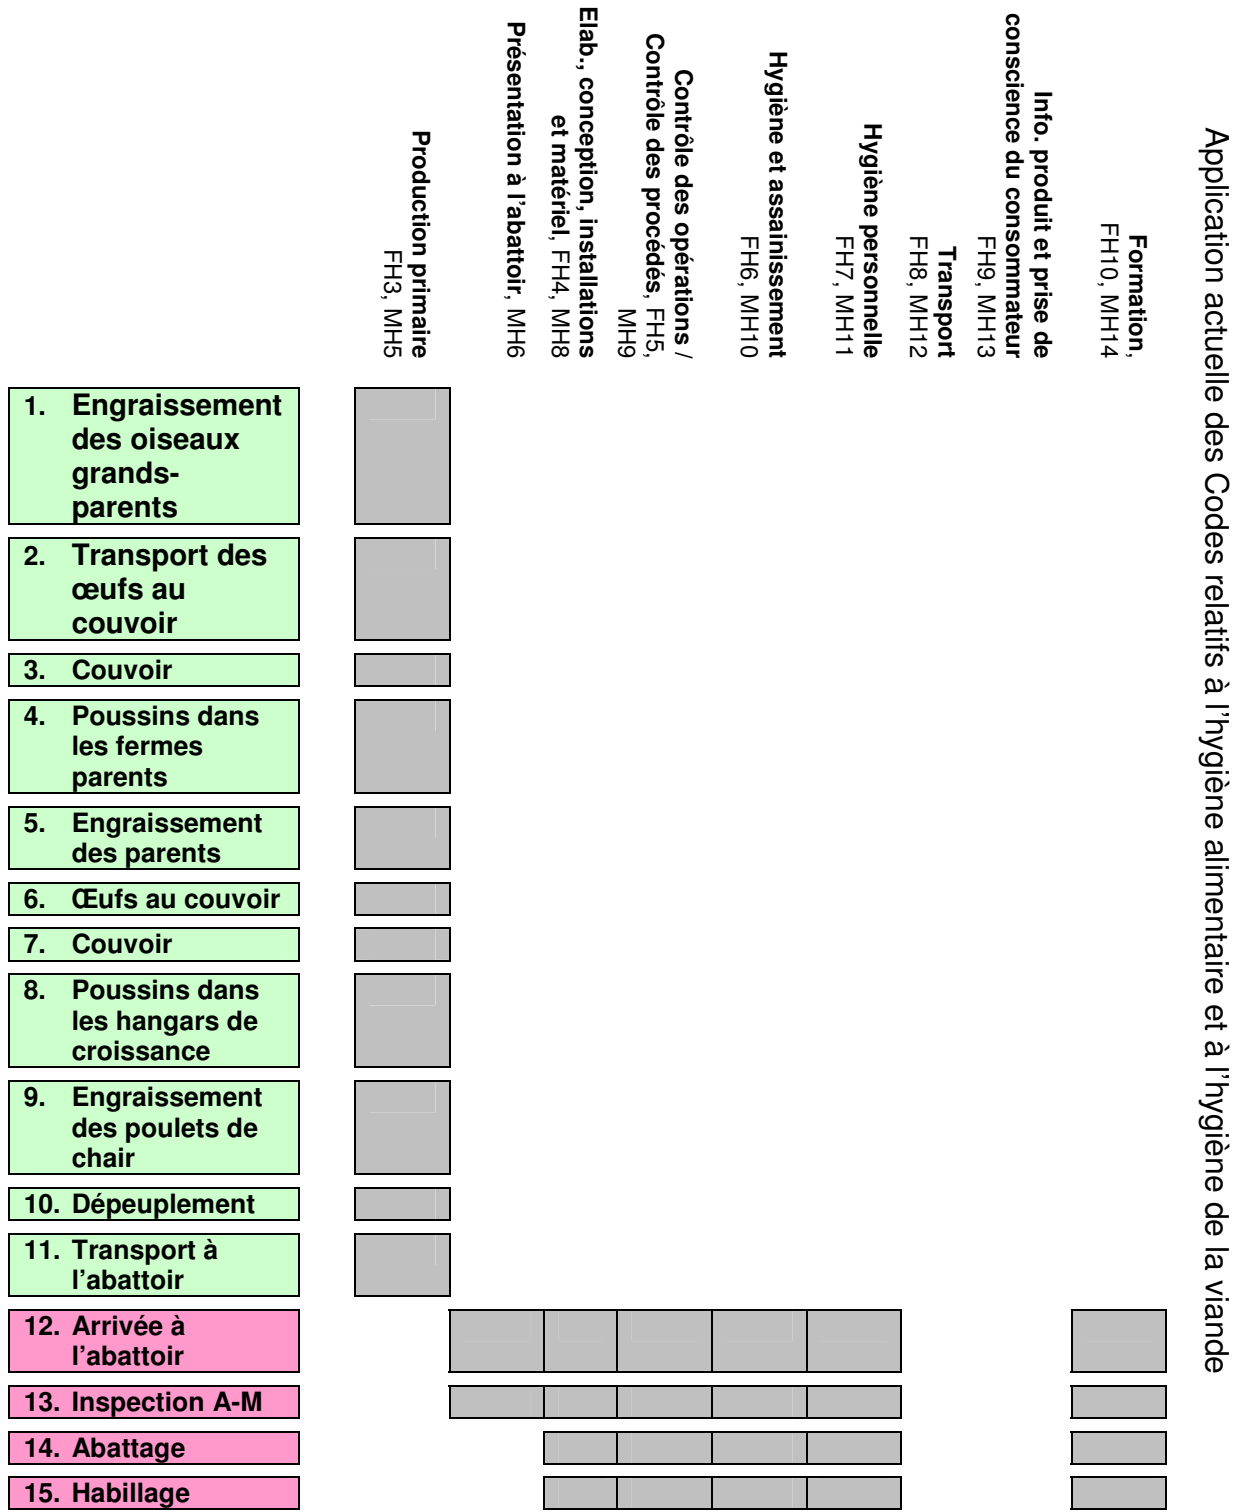 Application actuelle des Codes relatifs à l'hygiène alimentaire et à l'hygiène de la viande
Production primaire
FH3, MH5
Présentation à l'abattoir, MH6
Elab., conception, installations
et matériel, FH4, MH8
Contrôle des opérations /
Contrôle des procédés, FH5,
MH9
Hygiène et assainissement
FH6, MH10
Hygiène personnelle
FH7, MH11
Transport
FH8, MH12
Info. produit et prise de
conscience du consommateur
FH9, MH13
Formation,
FH10, MH14
1. Engraissement
des oiseaux
grands-
parents
2. Transport des
œufs au
couvoir
3. Couvoir
4. Poussins dans
les fermes
parents
5. Engraissement
des parents
6. Œufs au couvoir
7. Couvoir
8. Poussins dans
les hangars de
croissance
9. Engraissement
des poulets de
chair
10. Dépeuplement
11. Transport à
l'abattoir
12. Arrivée à
l'abattoir
13. Inspection A-M
14. Abattage
15. Habillage